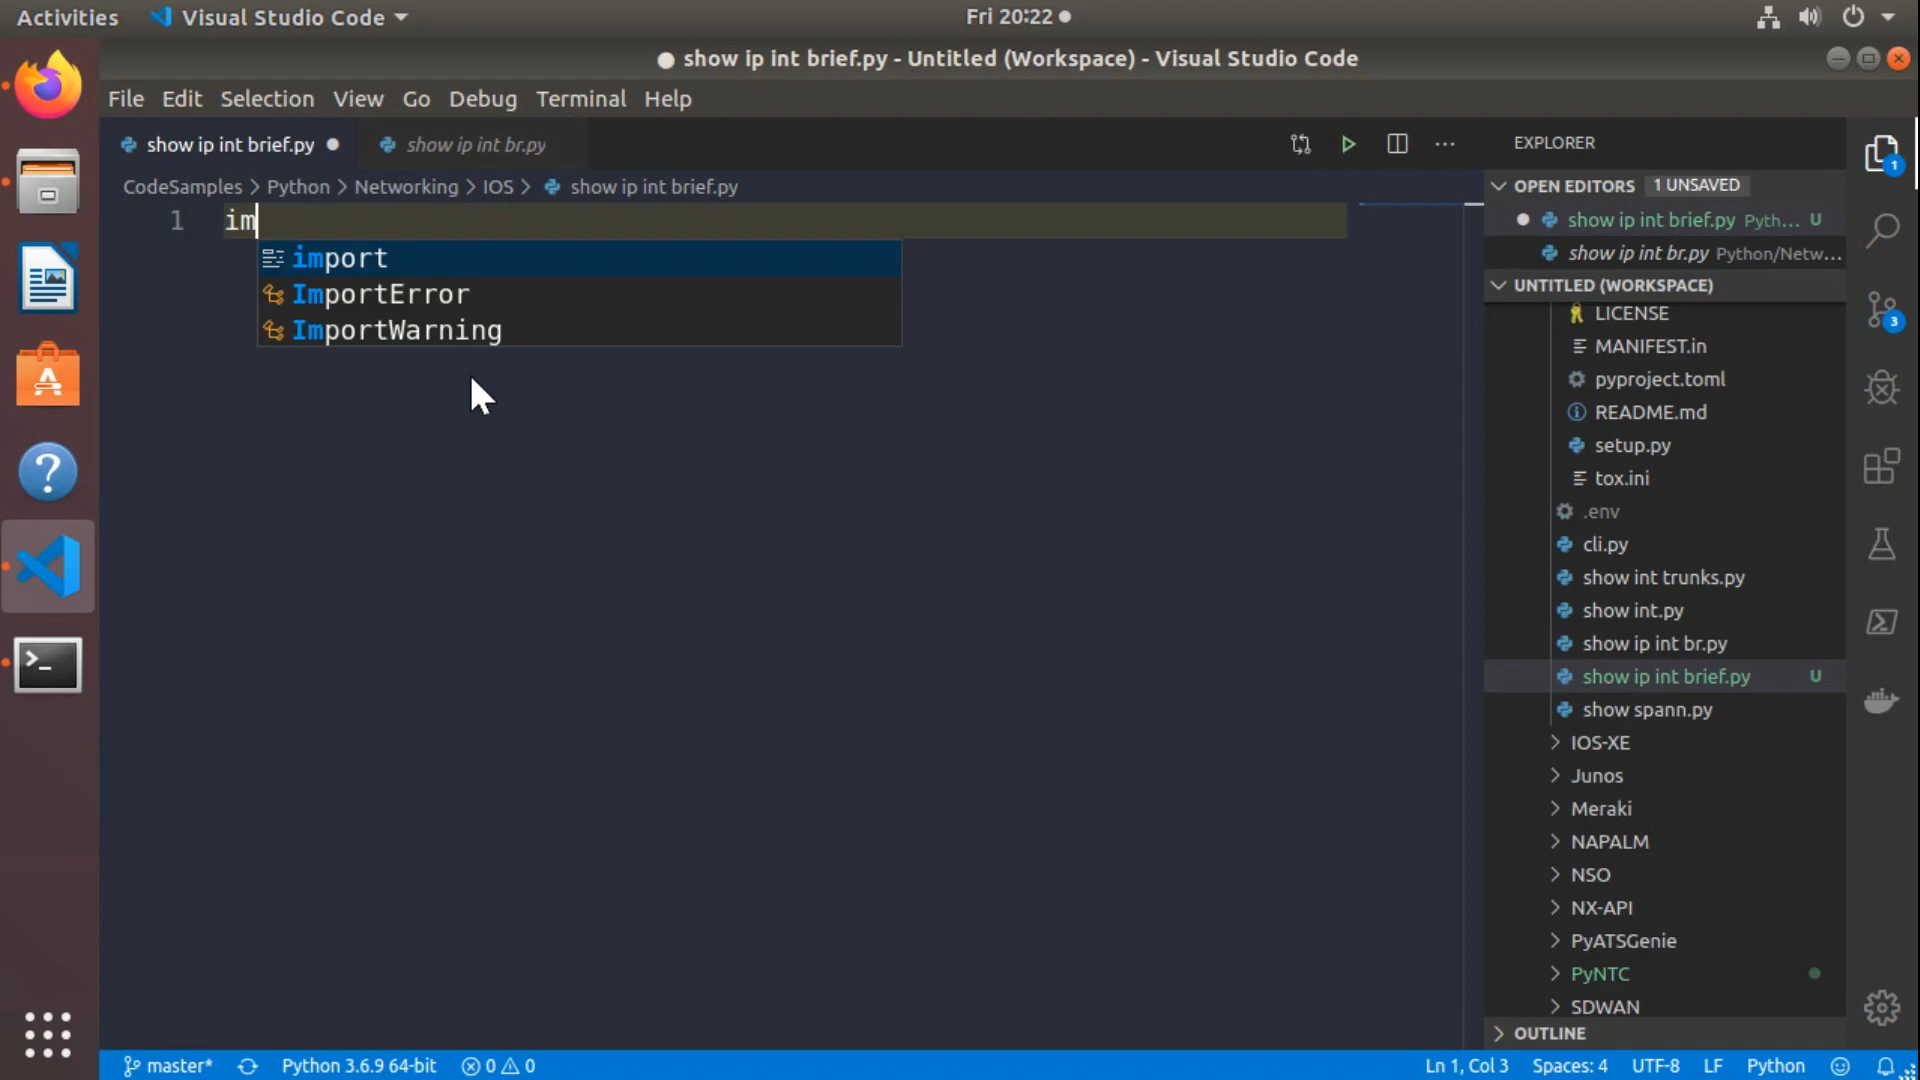 Activities
Visual Studio Code
Fri 20:22
show ip int brief.py - Untitled (Workspace) - Visual Studio Code
File Edit Selection View Go Debug Terminal Help
show ip int brief.py
show ip int br.py
EXPLORER
CodeSamples > Python > Networking > IOS > show ip int brief.py
OPEN EDITORS 1 UNSAVED
show ip int brief.py Pyth... U
show ip int br.py Python/Netw...
1
1 im
import
ImportError
ImportWarning
UNTITLED (WORKSPACE)
LICENSE
MANIFEST.in
pyproject.toml
README.md
setup.py
tox.ini
.env
cli.py
show int trunks.py
show int.py
show ip int br.py
show ip int brief.py U
show spann.py
IOS-XE
Junos
Meraki
NAPALM
NSO
NX-API
PyATSGenie
PyNTC
SDWAN
OUTLINE
3
master* Python 3.6.9 64-bit 0 0
Ln 1, Col 3 Spaces: 4 UTF-8 LF Python